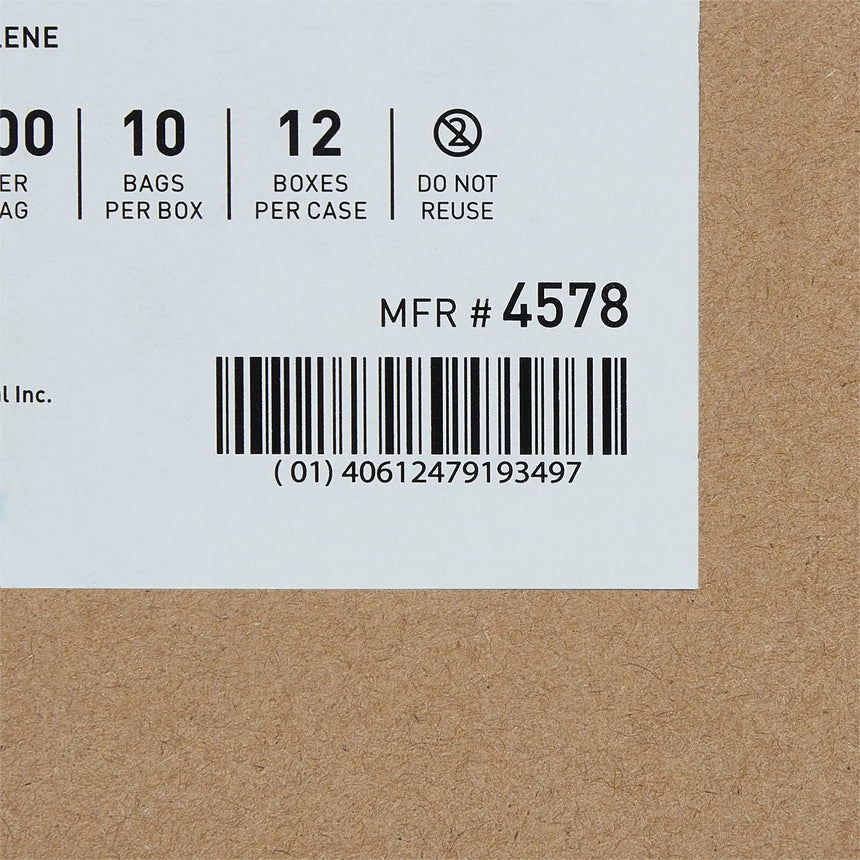 LENE
00 10 12
ER BAGS BOXES DO NOT
AG PER BOX PER CASE REUSE
MFR # 4578
l Inc.
( 01) 40612479193497